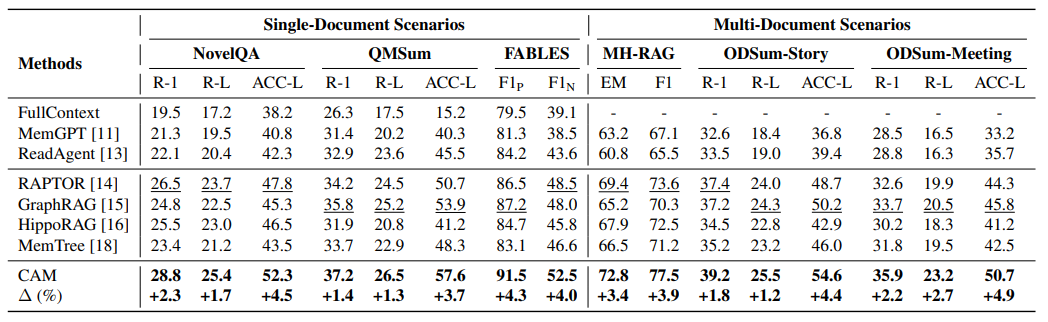 Single-Document Scenarios Multi-Document Scenarios
Methods NovelQA QMSum FABLES MH-RAG ODSum-Story ODSum-Meeting
R-1 R-L ACC-L R-1 R-L ACC-L F1P F1N EM F1 R-1 R-L ACC-L R-1 R-L ACC-L
FullContext 19.5 17.2 38.2 26.3 17.5 15.2 79.5 39.1 - - - - - - - -
MemGPT [11] 21.3 19.5 40.8 31.4 20.2 40.3 81.3 38.5 63.2 67.1 32.6 18.4 36.8 28.5 16.5 33.2
ReadAgent [13] 22.1 20.4 42.3 32.9 23.6 45.5 84.2 43.6 60.8 65.5 33.5 19.0 39.4 28.8 16.3 35.7
RAPTOR [14] 26.5 23.7 47.8 34.2 24.5 50.7 86.5 48.5 69.4 73.6 37.4 24.0 48.7 32.6 19.9 44.3
GraphRAG [15] 24.8 22.5 45.3 35.8 25.2 53.9 87.2 48.0 65.2 70.3 37.2 24.3 50.2 33.7 20.5 45.8
HippoRAG [16] 25.5 23.0 46.5 31.9 20.8 41.2 84.7 45.8 67.9 72.5 34.5 22.8 42.9 30.2 18.3 41.2
MemTree [18] 23.4 21.2 43.5 33.7 22.9 48.3 83.1 46.6 66.5 71.2 35.2 23.2 46.0 31.8 19.5 42.5
CAM 28.8 25.4 52.3 37.2 26.5 57.6 91.5 52.5 72.8 77.5 39.2 25.5 54.6 35.9 23.2 50.7
Δ (%) +2.3 +1.7 +4.5 +1.4 +1.3 +3.7 +4.3 +4.0 +3.4 +3.9 +1.8 +1.2 +4.4 +2.2 +2.7 +4.9